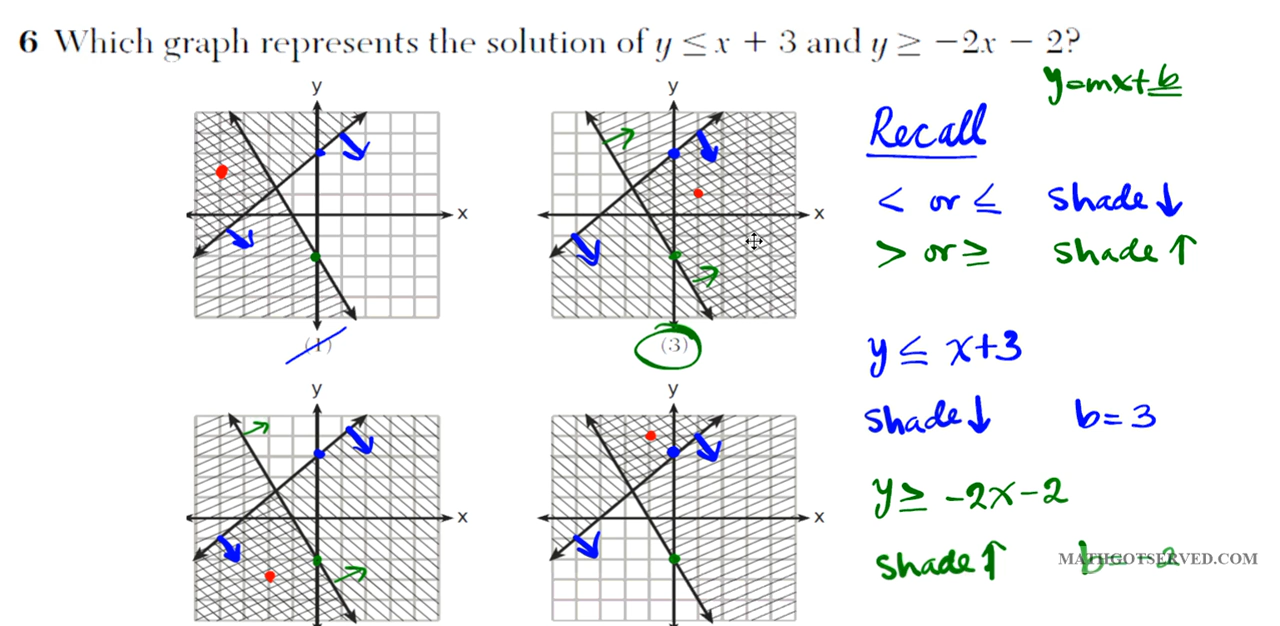 6 Which graph represents the solution of y ≤ x + 3 and y ≥ −2x − 2?
y=mx+b
y
y
Recall
x
x
< or ≤ shade ↓
> or ≥ shade ↑
(1)
(3)
y ≤ x+3
y
y
shade ↓ b=3
x
x
y ≥ -2x-2
shade ↑ b=-2
MATHGOTSERVED.COM